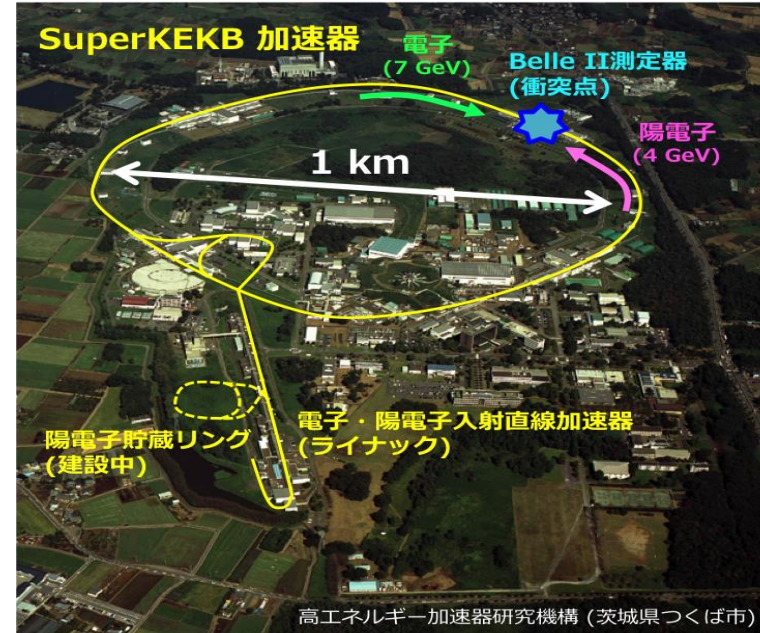 SuperKEKB 加速器
電子
(7 GeV)
Belle II測定器
(衝突点)
陽電子
(4 GeV)
1 km
電子・陽電子入射直線加速器
(ライナック)
陽電子貯蔵リング
(建設中)
高エネルギー加速器研究機構 (茨城県つくば市)